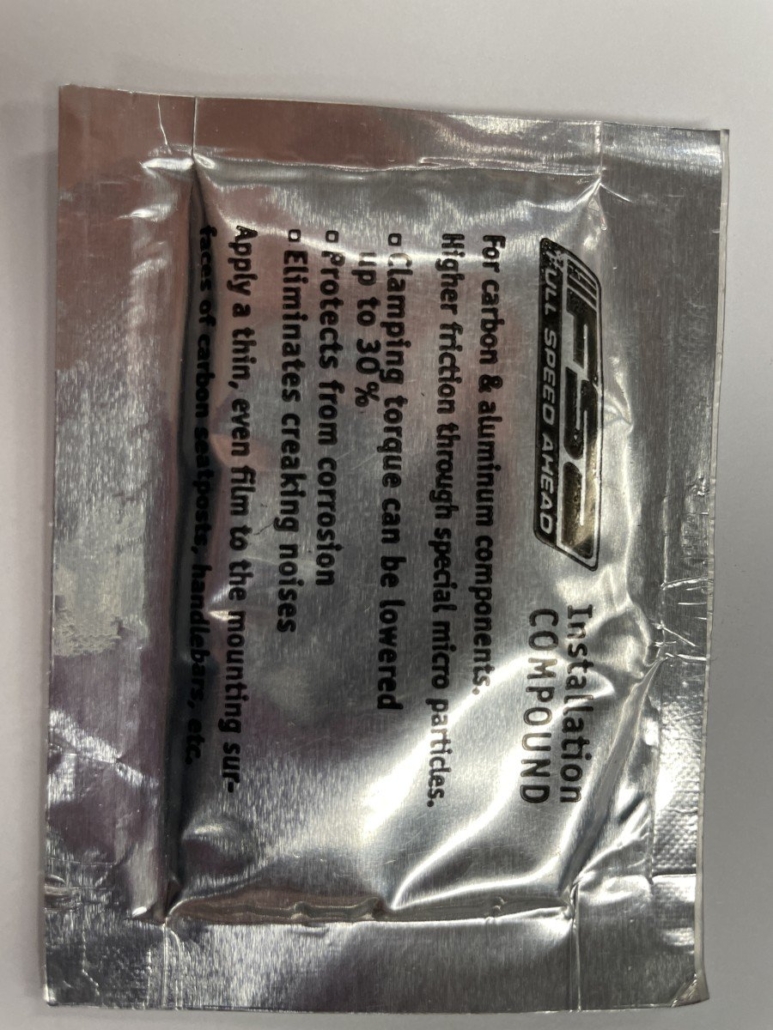 FSA
FULL SPEED AHEAD
Installation
COMPOUND
For carbon & aluminum components.
Higher friction through special micro particles.
▫ Clamping torque can be lowered
up to 30%
▫ Protects from corrosion
▫ Eliminates creaking noises
Apply a thin, even film to the mounting sur-
faces of carbon seatposts, handlebars, etc.